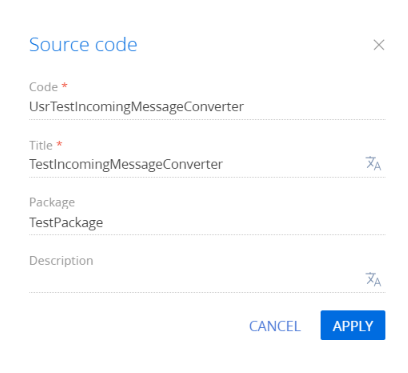 Source code
Code *
UsrTestIncomingMessageConverter
Title *
TestIncomingMessageConverter
Package
TestPackage
Description
CANCEL APPLY